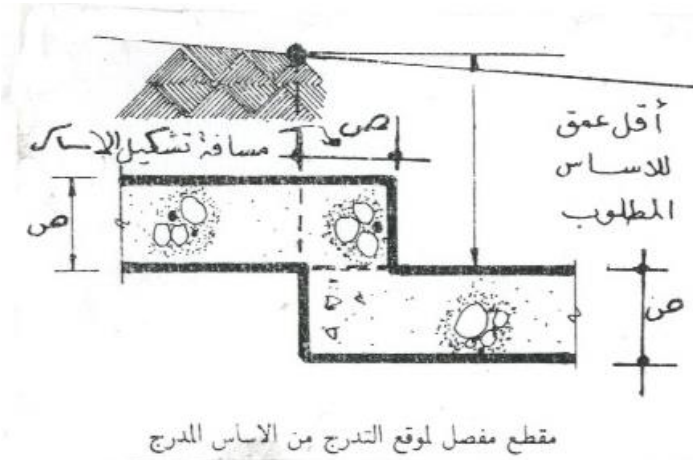 ص
مسافة تشكيل الاساس
أقل عمق
للاساس
المطلوب
ص
ص
مقطع مفصل لموقع التدرج من الاساس المدرج